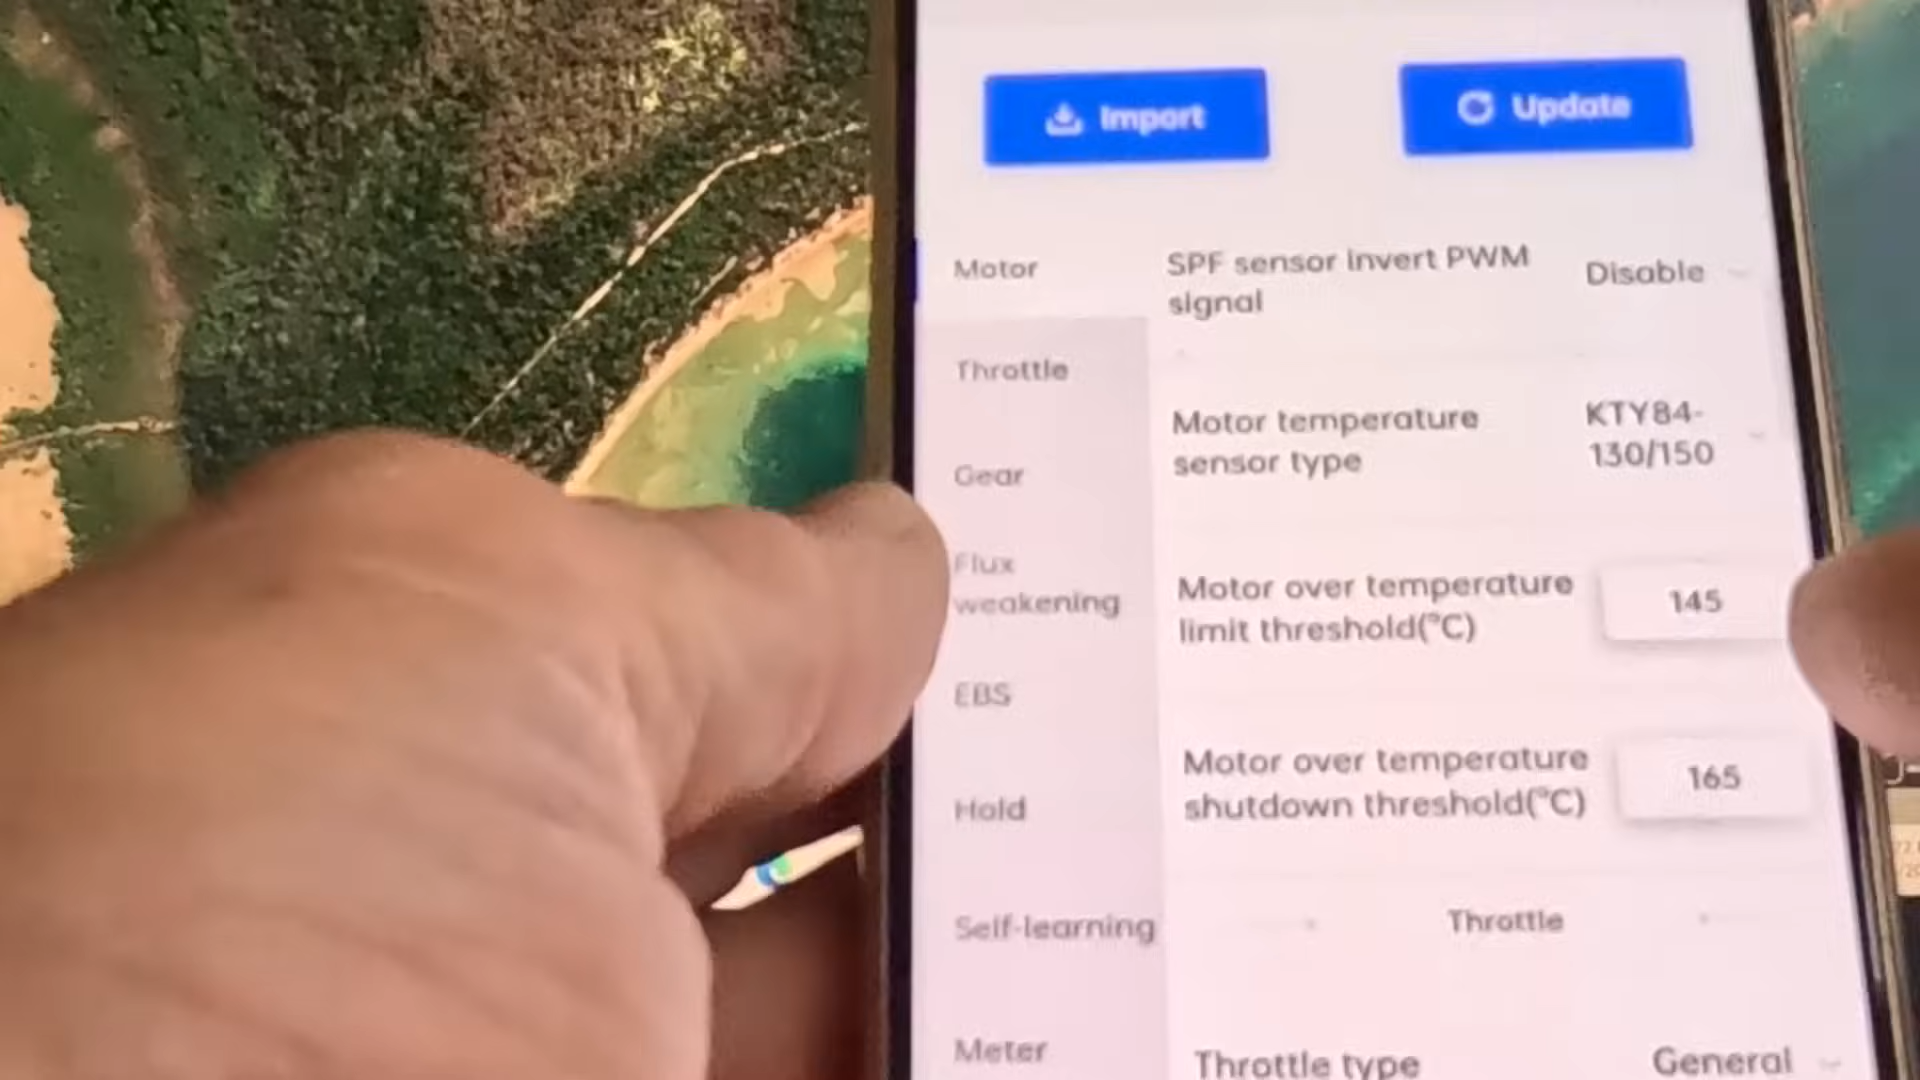 Import
Update
Motor
SPF sensor invert PWM
signal
Disable
Throttle
Motor temperature
sensor type
KTY84-
130/150
Gear
Flux
weakening
Motor over temperature
limit threshold(°C)
145
EBS
Motor over temperature
shutdown threshold(°C)
165
Hold
Self-learning
Throttle
Meter
Throttle type
General